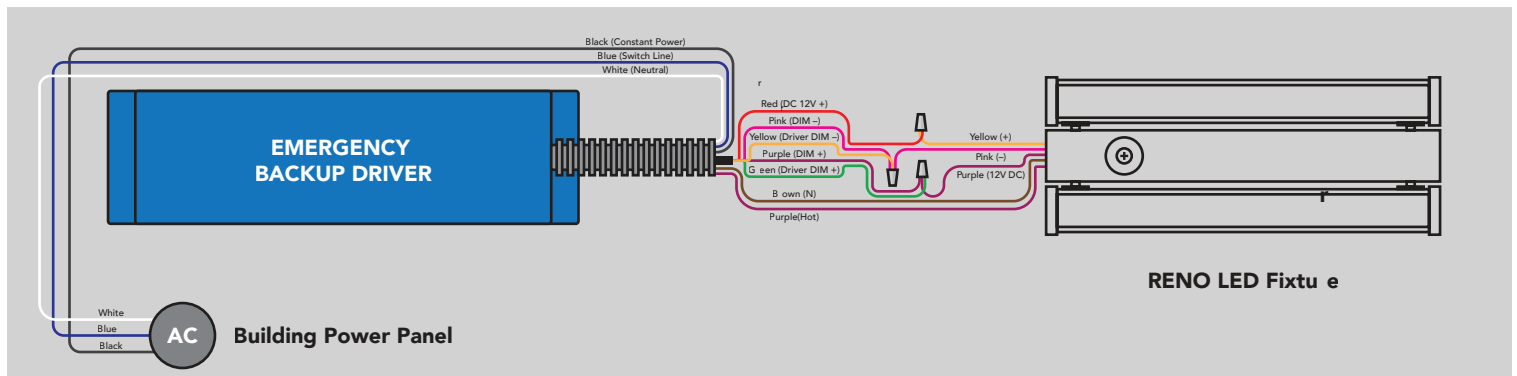 Black (Constant Power)
Blue (Switch Line)
White (Neutral)
r
Red (DC 12V +)
Pink (DIM –)
Yellow (Driver DIM –)
Purple (DIM +)
G een (Driver DIM +)
B own (N)
Purple(Hot)
Yellow (+)
Pink (–)
Purple (12V DC)
EMERGENCY
BACKUP DRIVER
r
RENO LED Fixtu e
White
Blue
Black
AC
Building Power Panel